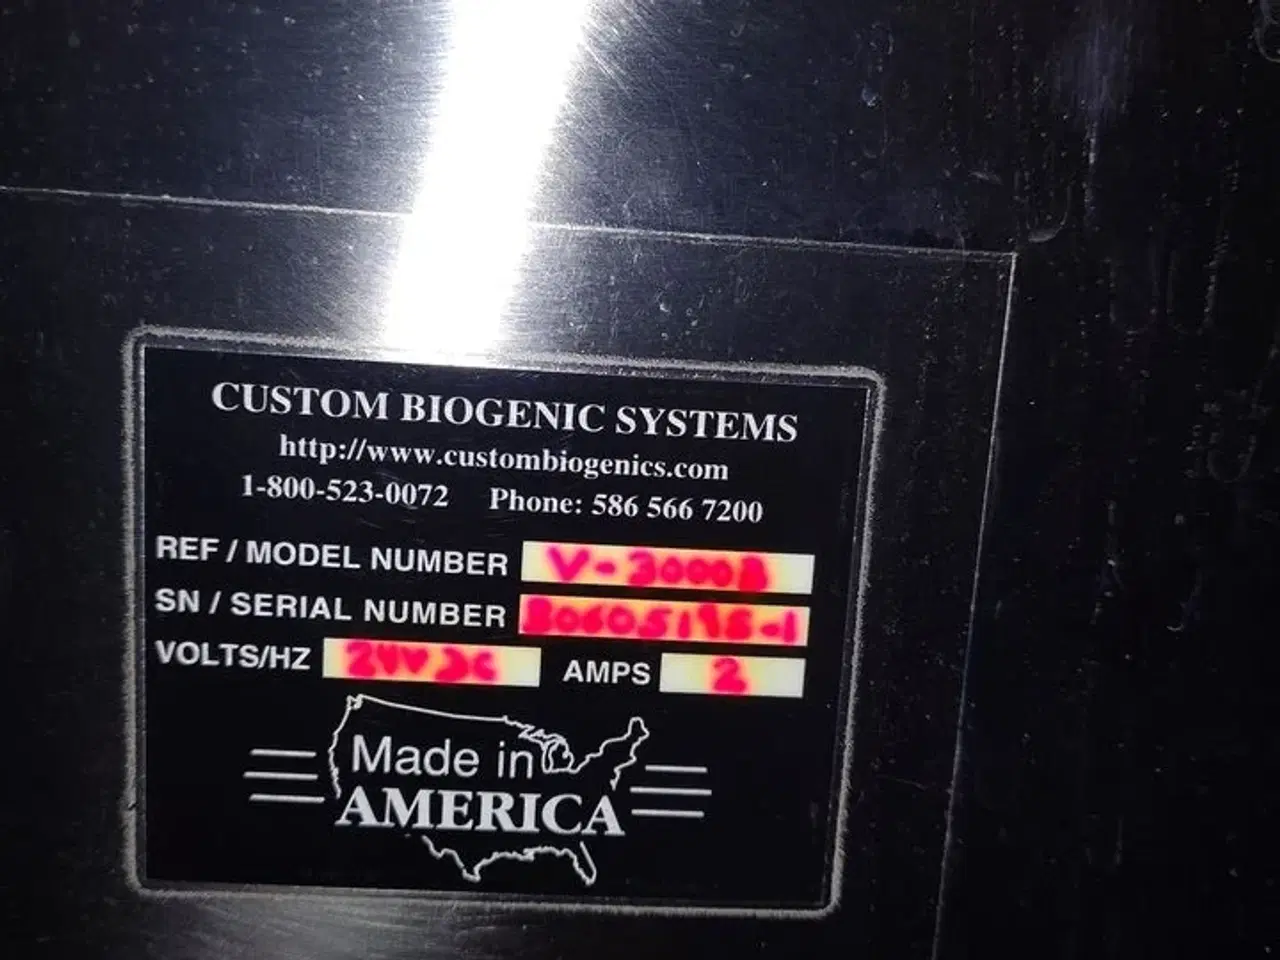 CUSTOM BIOGENIC SYSTEMS
http://www.custombiogenics.com
1-800-523-0072 Phone: 586 566 7200
REF / MODEL NUMBER V-3000B
SN / SERIAL NUMBER
VOLTS/HZ 24VDC AMPS 2
Made in
AMERICA